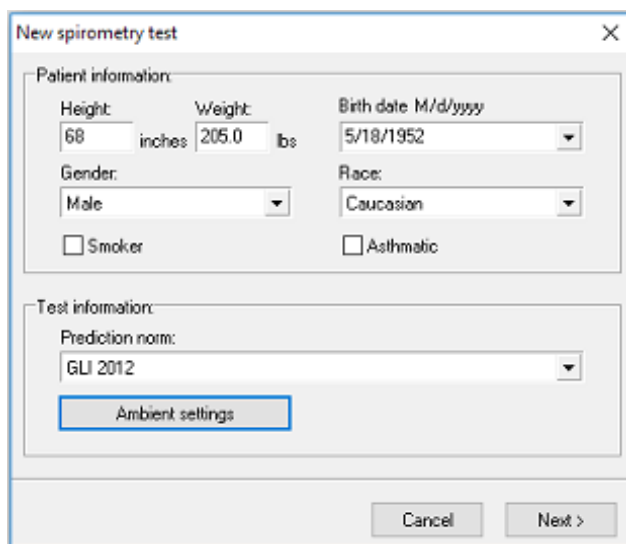 New spirometry test
Patient information:
Height: Weight: Birth date M/d/yyyy
68 inches 205.0 lbs 5/18/1952
Gender: Race:
Male Caucasian
Smoker Asthmatic
Test information:
Prediction norm:
GLI 2012
Ambient settings
Cancel Next >